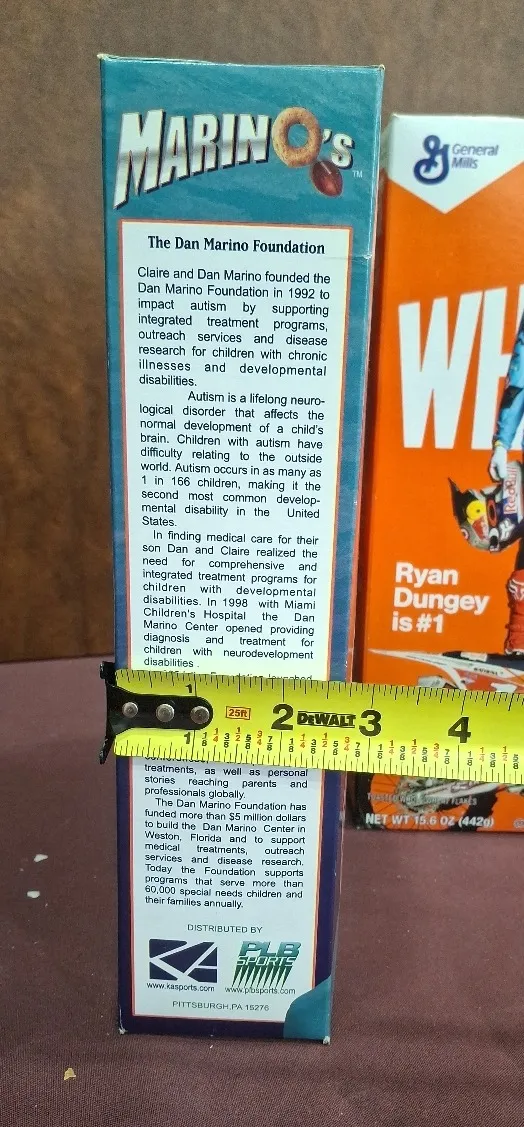 MARINO's
TM
The Dan Marino Foundation
Claire and Dan Marino founded the
Dan Marino Foundation in 1992 to
impact autism by supporting
integrated treatment programs,
outreach services and disease
research for children with chronic
illnesses and developmental
disabilities.
Autism is a lifelong neuro-
logical disorder that affects the
normal development of a child's
brain. Children with autism have
difficulty relating to the outside
world. Autism occurs in as many as
1 in 166 children, making it the
second most common develop-
mental disability in the United
States.
In finding medical care for their
son Dan and Claire realized the
need for comprehensive and
integrated treatment programs for
children with developmental
disabilities. In 1998 with Miami
Children's Hospital the Dan
Marino Center opened providing
diagnosis and treatment for
children with neurodevelopment
disabilities .
1 25ft 2 DEWALT 3 4
treatments, as well as personal
stories reaching parents and
professionals globally.
The Dan Marino Foundation has
funded more than $5 million dollars
to build the Dan Marino Center in
Weston, Florida and to support
medical treatments, outreach
services and disease research.
Today the Foundation supports
programs that serve more than
60,000 special needs children and
their families annually.
DISTRIBUTED BY
KA
PLB
SPORTS
www.kasports.com www.plbsports.com
PITTSBURGH,PA 15276
G
General
Mills
WH
RedBull
Ryan
Dungey
is #1
NET WT 15.6 OZ (442g)